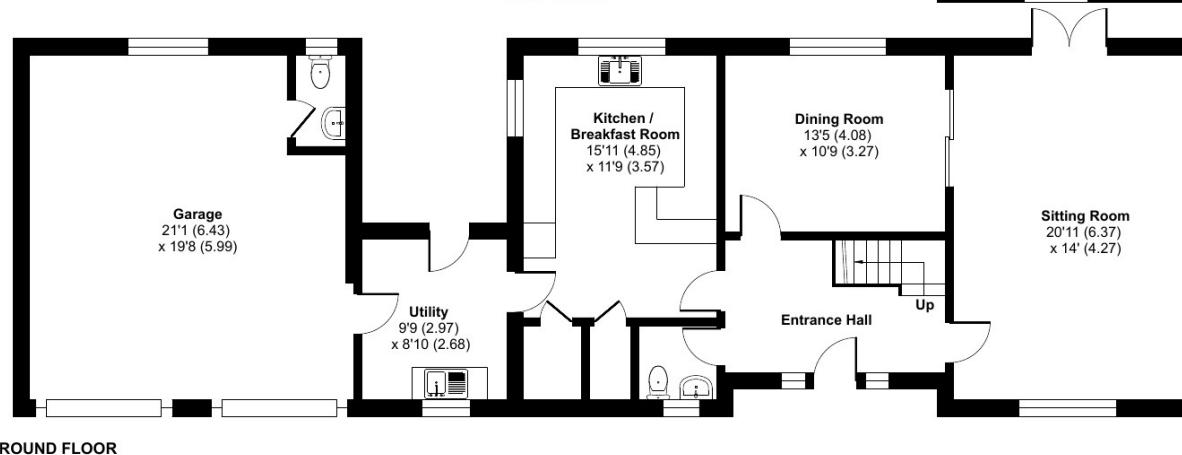 Kitchen /
Breakfast Room
15'11 (4.85)
x 11'9 (3.57)
Dining Room
13'5 (4.08)
x 10'9 (3.27)
Garage
21'1 (6.43)
x 19'8 (5.99)
Sitting Room
20'11 (6.37)
x 14' (4.27)
Utility
9'9 (2.97)
x 8'10 (2.68)
Up
Entrance Hall
ROUND FLOOR